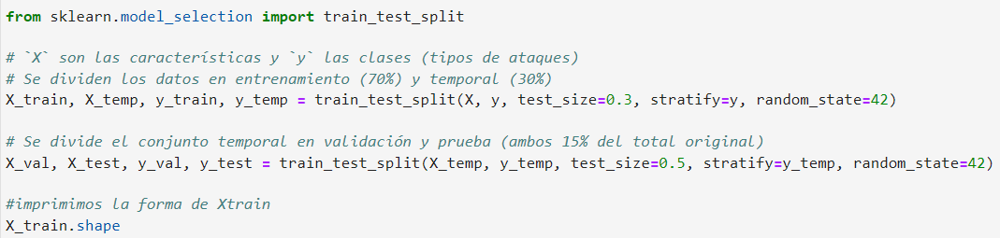 from sklearn.model_selection import train_test_split
# `X` son las características y `y` las clases (tipos de ataques)
# Se dividen los datos en entrenamiento (70%) y temporal (30%)
X_train, X_temp, y_train, y_temp = train_test_split(X, y, test_size=0.3, stratify=y, random_state=42)
# Se divide el conjunto temporal en validación y prueba (ambos 15% del total original)
X_val, X_test, y_val, y_test = train_test_split(X_temp, y_temp, test_size=0.5, stratify=y_temp, random_state=42)
#imprimimos la forma de Xtrain
X_train.shape